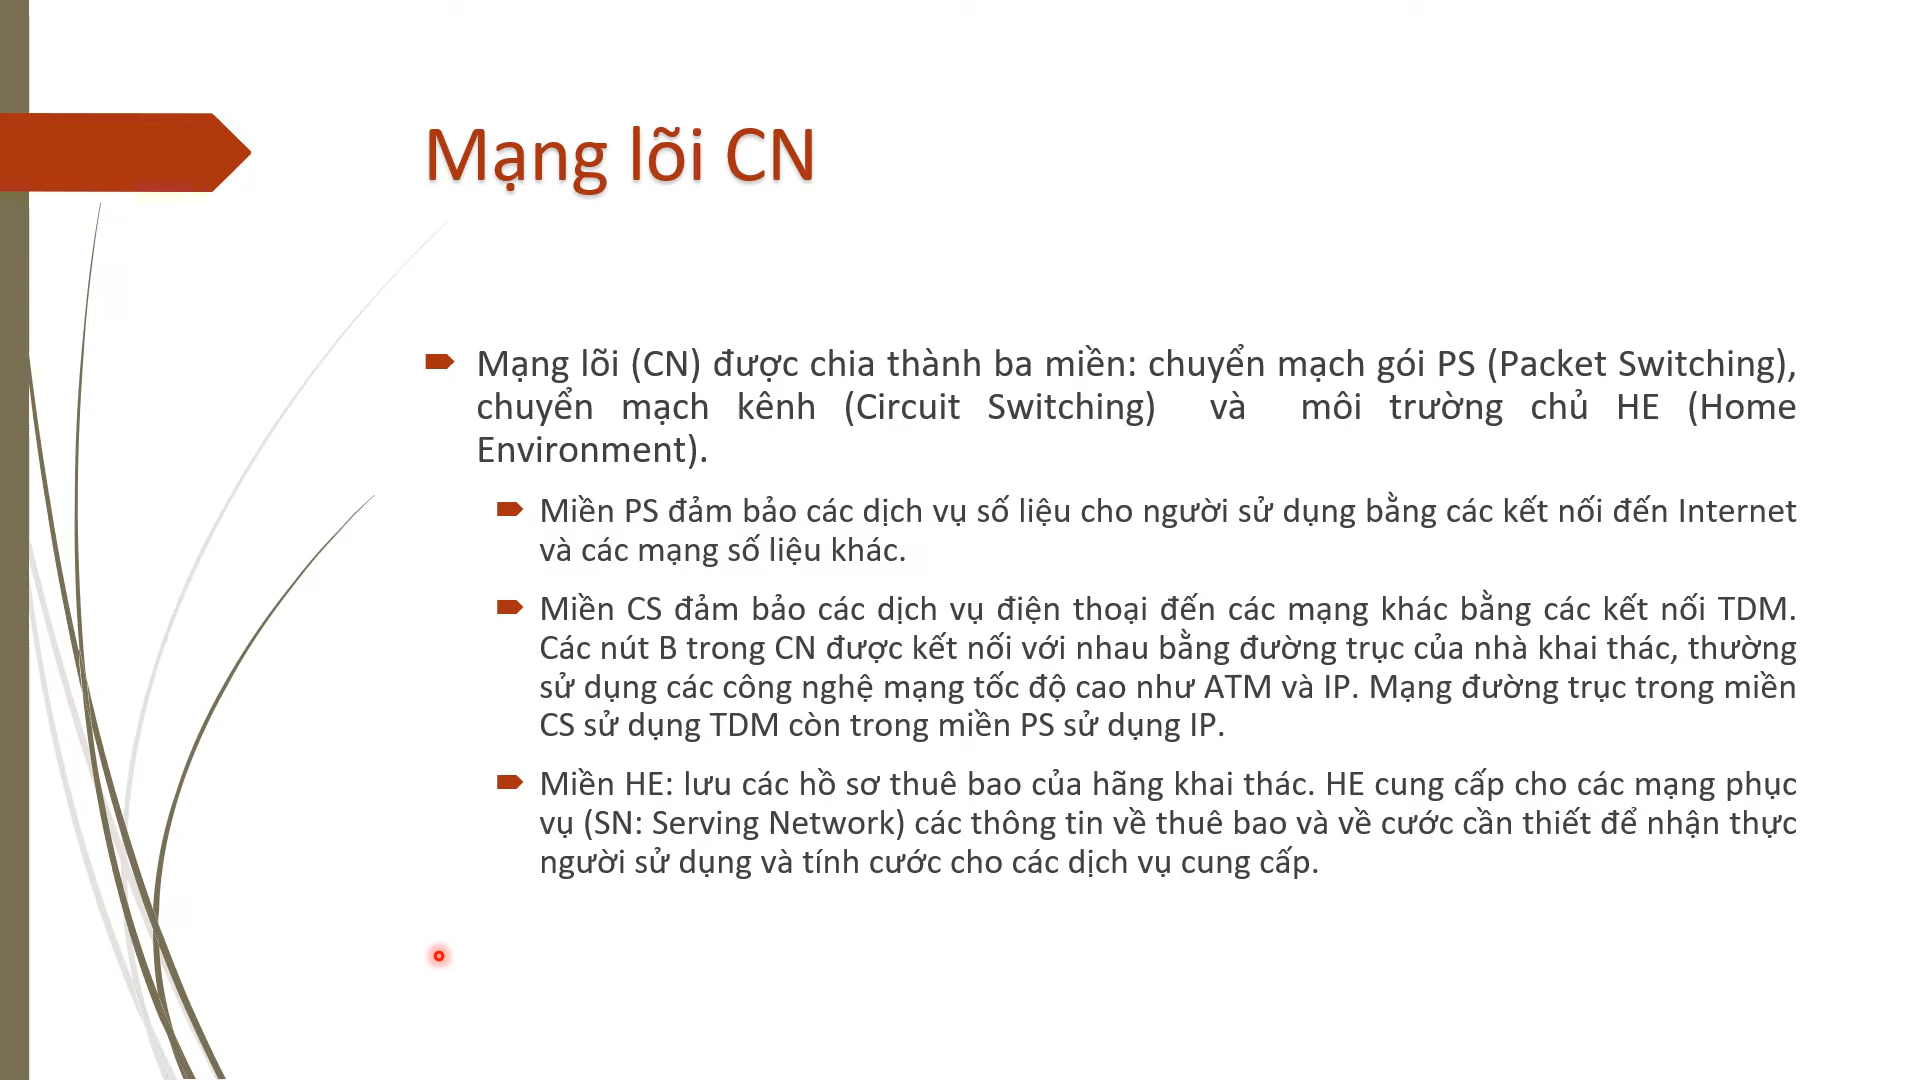 Mạng lõi CN
Mạng lõi (CN) được chia thành ba miền: chuyển mạch gói PS (Packet Switching),
chuyển mạch kênh (Circuit Switching) và môi trường chủ HE (Home
Environment).
Miền PS đảm bảo các dịch vụ số liệu cho người sử dụng bằng các kết nối đến Internet
và các mạng số liệu khác.
Miền CS đảm bảo các dịch vụ điện thoại đến các mạng khác bằng các kết nối TDM.
Các nút B trong CN được kết nối với nhau bằng đường trục của nhà khai thác, thường
sử dụng các công nghệ mạng tốc độ cao như ATM và IP. Mạng đường trục trong miền
CS sử dụng TDM còn trong miền PS sử dụng IP.
Miền HE: lưu các hồ sơ thuê bao của hãng khai thác. HE cung cấp cho các mạng phục
vụ (SN: Serving Network) các thông tin về thuê bao và về cước cần thiết để nhận thực
người sử dụng và tính cước cho các dịch vụ cung cấp.